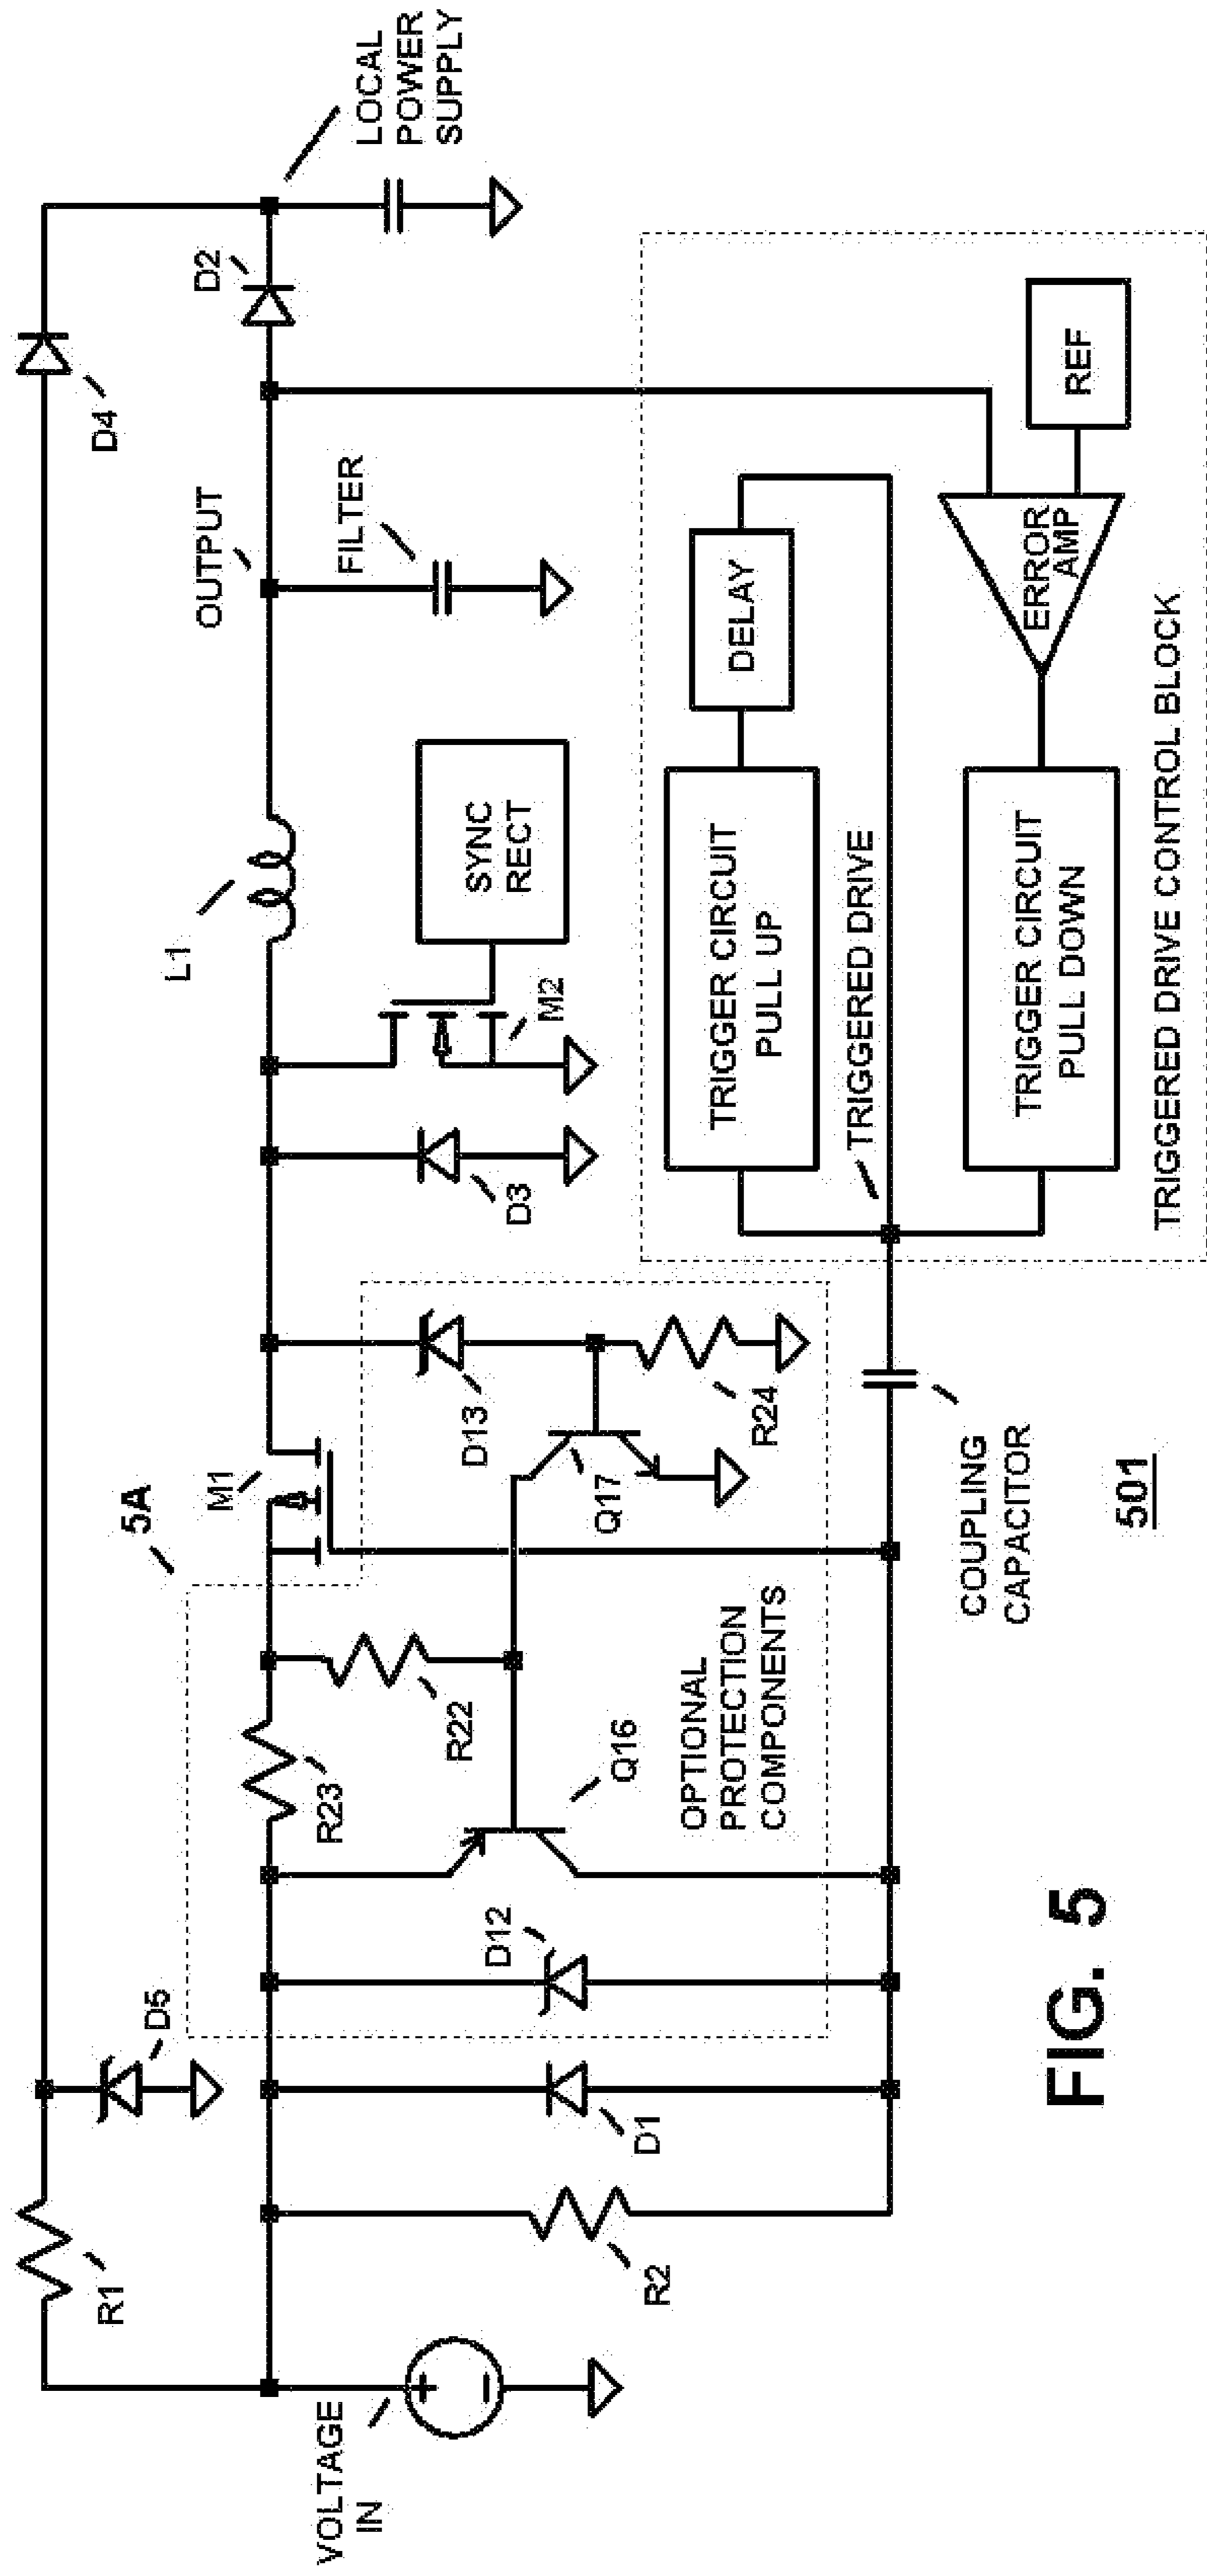 R1
D5
D4
5A
M1
L1
OUTPUT
D2
LOCAL
POWER
SUPPLY
VOLTAGE
IN
+
−
R2
D1
D12
R23
R22
Q16
OPTIONAL
PROTECTION
COMPONENTS
D13
Q17
R24
D3
M2
SYNC
RECT
FILTER
COUPLING
CAPACITOR
TRIGGER CIRCUIT
PULL UP
DELAY
TRIGGERED DRIVE
TRIGGER CIRCUIT
PULL DOWN
ERROR
AMP
REF
TRIGGERED DRIVE CONTROL BLOCK
FIG. 5
501